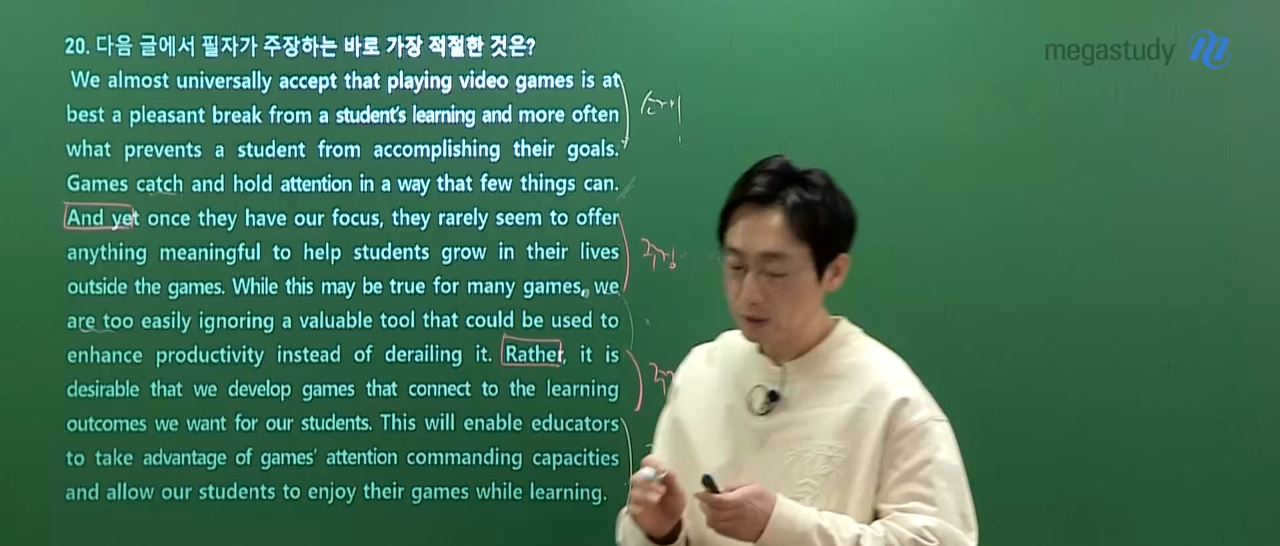 20. 다음 글에서 필자가 주장하는 바로 가장 적절한 것은?
megastudy
We almost universally accept that playing video games is at
best a pleasant break from a student's learning and more often
what prevents a student from accomplishing their goals.
Games catch and hold attention in a way that few things can.
And yet once they have our focus, they rarely seem to offer
anything meaningful to help students grow in their lives
outside the games. While this may be true for many games, we
are too easily ignoring a valuable tool that could be used to
enhance productivity instead of derailing it. Rather, it is
desirable that we develop games that connect to the learning
outcomes we want for our students. This will enable educators
to take advantage of games' attention commanding capacities
and allow our students to enjoy their games while learning.